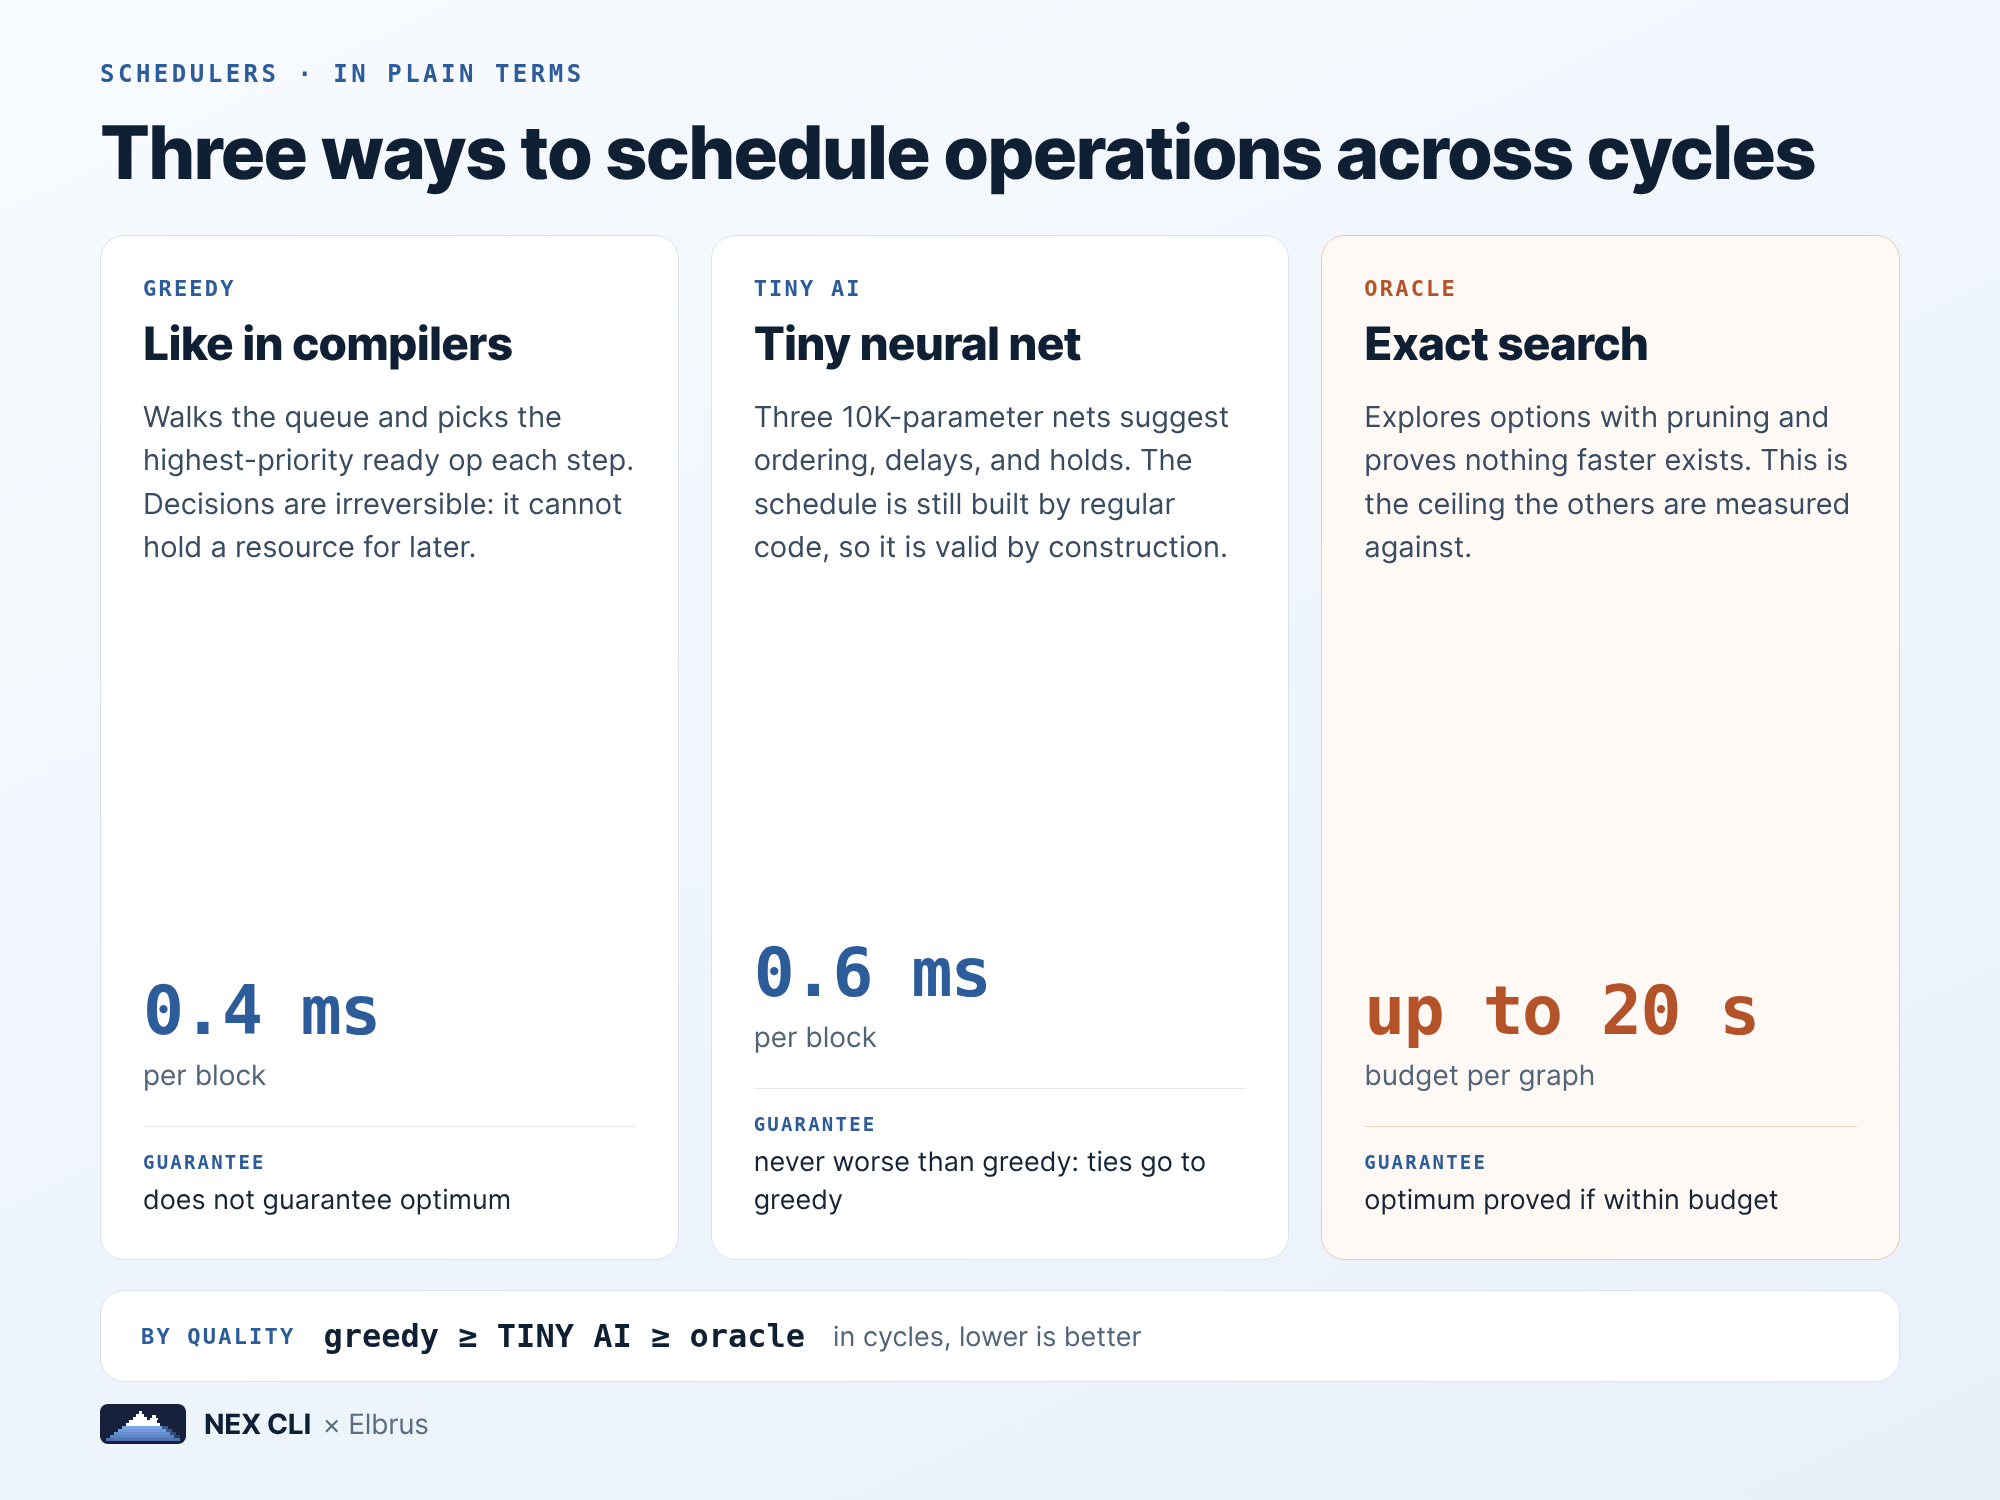 SCHEDULERS · IN PLAIN TERMS
Three ways to schedule operations across cycles
GREEDY
Like in compilers
Walks the queue and picks the
highest-priority ready op each step.
Decisions are irreversible: it cannot
hold a resource for later.
0.4 ms
per block
GUARANTEE
does not guarantee optimum
TINY AI
Tiny neural net
Three 10K-parameter nets suggest
ordering, delays, and holds. The
schedule is still built by regular
code, so it is valid by construction.
0.6 ms
per block
GUARANTEE
never worse than greedy: ties go to
greedy
ORACLE
Exact search
Explores options with pruning and
proves nothing faster exists. This is
the ceiling the others are measured
against.
up to 20 s
budget per graph
GUARANTEE
optimum proved if within budget
BY QUALITY greedy ≥ TINY AI ≥ oracle in cycles, lower is better
NEX CLI × Elbrus